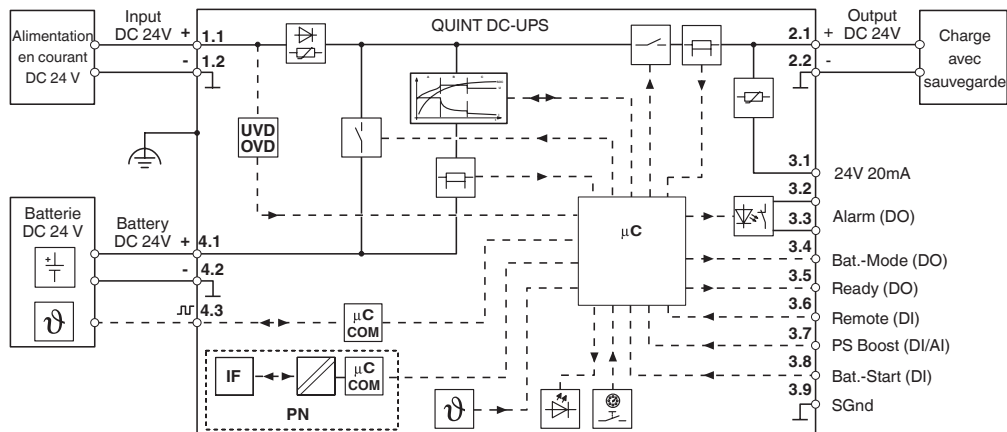 QUINT DC-UPS
Alimentation
en courant
DC 24 V
Input
DC 24V
+
1.1
-
1.2
2.1
+
Output
DC 24V
2.2
-
Charge
avec
sauvegarde
UVD
OVD
3.1
24V 20mA
3.2
3.3
Alarm (DO)
Batterie
DC 24 V
+
ϑ
Battery
DC 24V
+
4.1
-
4.2
4.3
µC
3.4
Bat.-Mode (DO)
3.5
Ready (DO)
3.6
Remote (DI)
3.7
PS Boost (DI/AI)
3.8
Bat.-Start (DI)
3.9
SGnd
µC
COM
IF
µC
COM
PN
ϑ